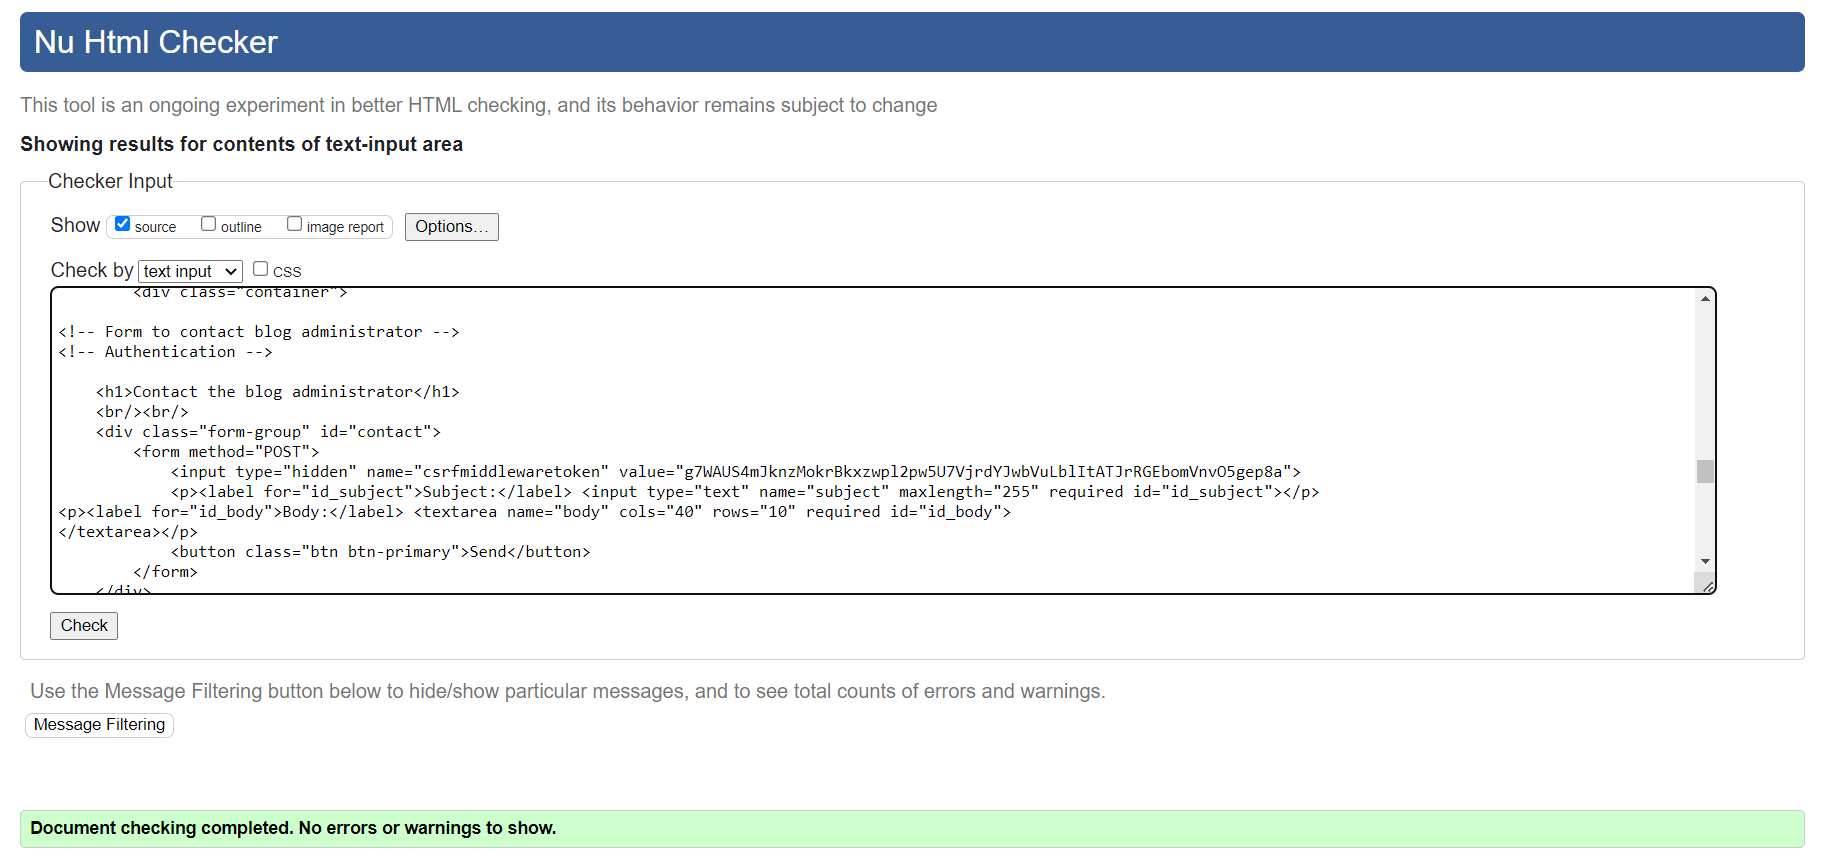 Nu Html Checker
This tool is an ongoing experiment in better HTML checking, and its behavior remains subject to change
Showing results for contents of text-input area
Checker Input
Show source outline image report Options...
Check by text input CSS
<div class="container">
<!-- Form to contact blog administrator -->
<!-- Authentication -->
<h1>Contact the blog administrator</h1>
<br/><br/>
<div class="form-group" id="contact">
<form method="POST">
<input type="hidden" name="csrfmiddlewaretoken" value="g7WAUS4mJknzMokrBkxzwpl2pw5U7VjrdYJwbVuLblItATJrRGEbomVnvO5gep8a">
<p><label for="id_subject">Subject:</label> <input type="text" name="subject" maxlength="255" required id="id_subject"></p>
<p><label for="id_body">Body:</label> <textarea name="body" cols="40" rows="10" required id="id_body">
</textarea></p>
<button class="btn btn-primary">Send</button>
</form>
</div>
Check
Use the Message Filtering button below to hide/show particular messages, and to see total counts of errors and warnings.
Message Filtering
Document checking completed. No errors or warnings to show.